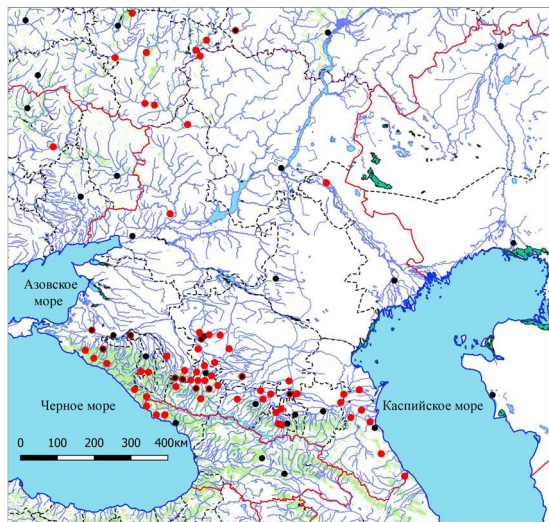 Азовское
море
Черное море
Каспийское море
0 100 200 300 400км